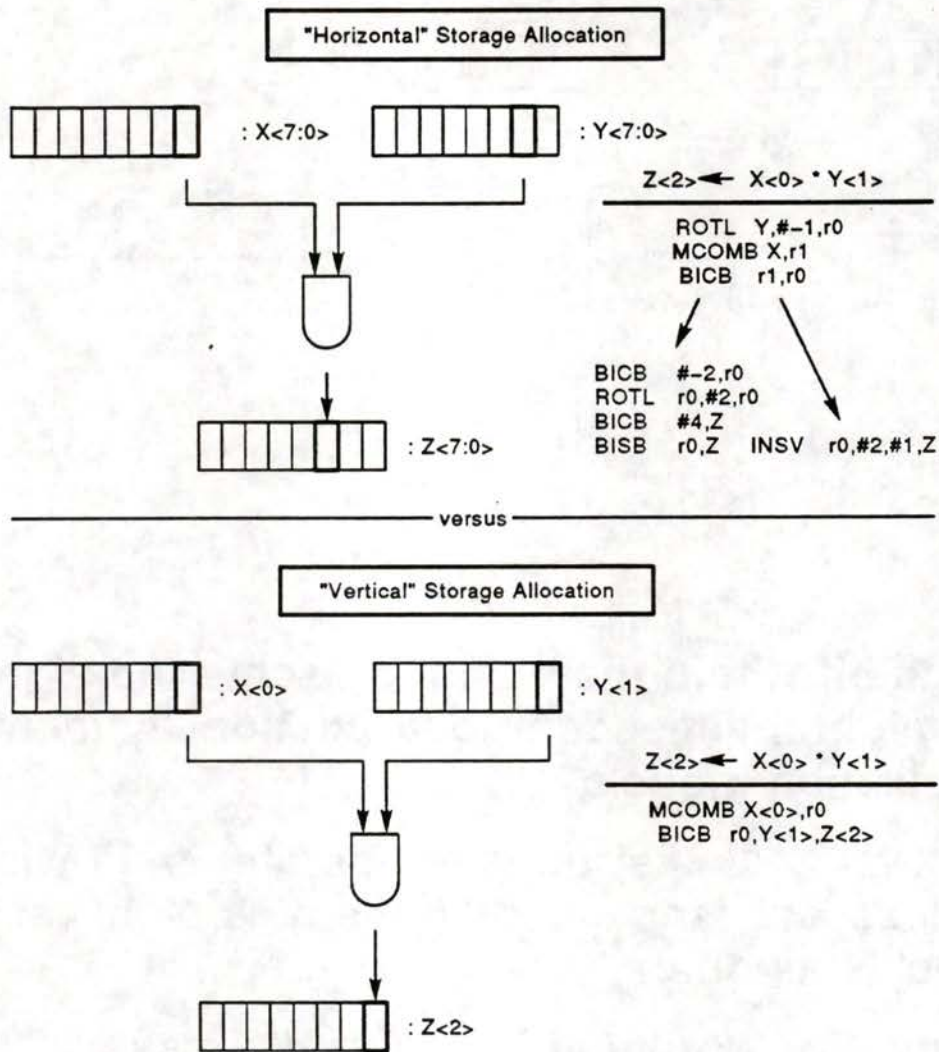 "Horizontal" Storage Allocation
: X<7:0>
: Y<7:0>
Z<2> ← X<0> * Y<1>
ROTL Y,#-1,r0
MCOMB X,r1
BICB r1,r0
BICB #-2,r0
ROTL r0,#2,r0
BICB #4,Z
BISB r0,Z INSV r0,#2,#1,Z
: Z<7:0>
versus
"Vertical" Storage Allocation
: X<0>
: Y<1>
Z<2> ← X<0> * Y<1>
MCOMB X<0>,r0
BICB r0,Y<1>,Z<2>
: Z<2>